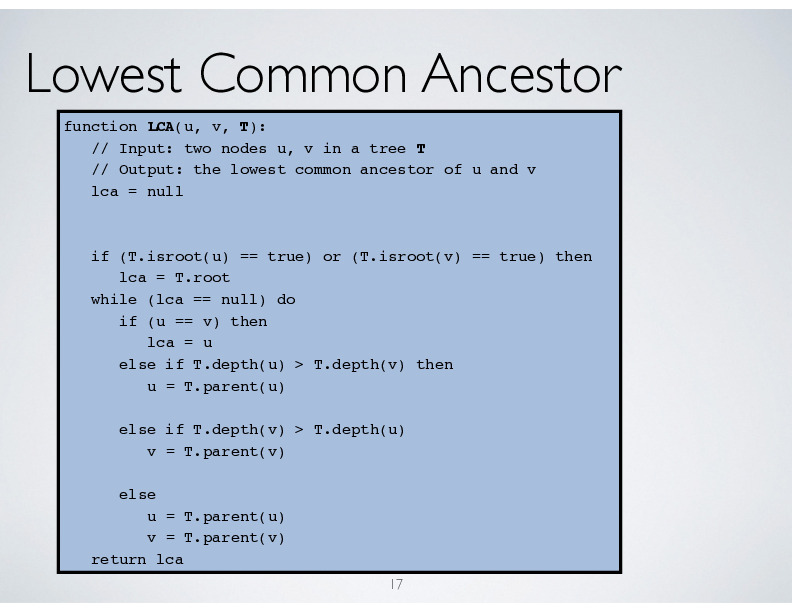 Lowest Common Ancestor
function LCA(u, v, T):
// Input: two nodes u, v in a tree T
// Output: the lowest common ancestor of u and v
lca = null
if (T.isroot(u) == true) or (T.isroot(v) == true) then
lca = T.root
while (lca == null) do
if (u == v) then
lca = u
else if T.depth(u) > T.depth(v) then
u = T.parent(u)
else if T.depth(v) > T.depth(u)
v = T.parent(v)
else
u = T.parent(u)
v = T.parent(v)
return lca
17